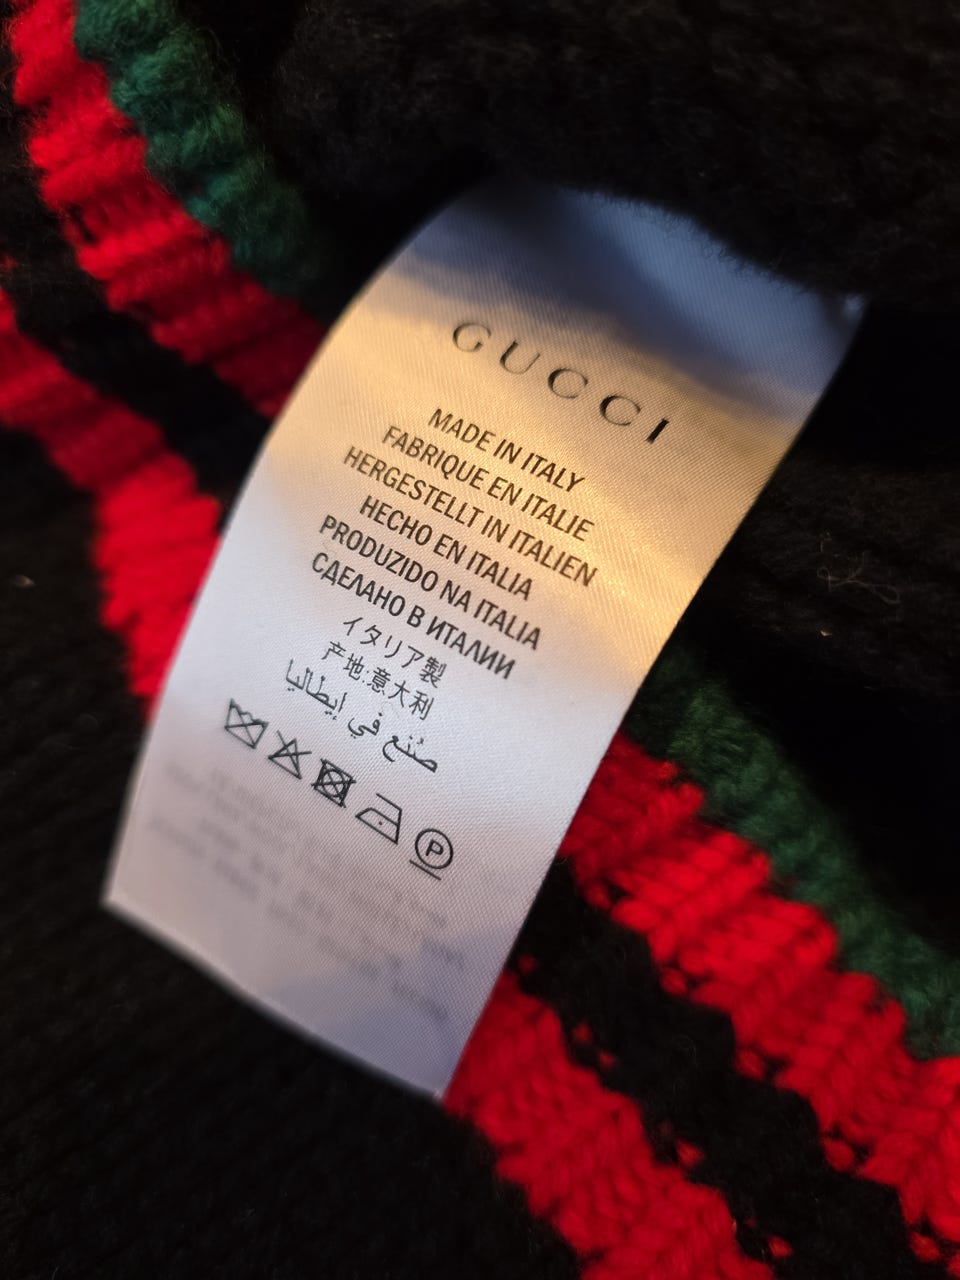 GUCCI
MADE IN ITALY
FABRIQUE EN ITALIE
HERGESTELLT IN ITALIEN
HECHO EN ITALIA
PRODUZIDO NA ITALIA
СДЕЛАНО В ИТАЛИИ
イタリア製
产地:意大利
صُنع في إيطاليا
P